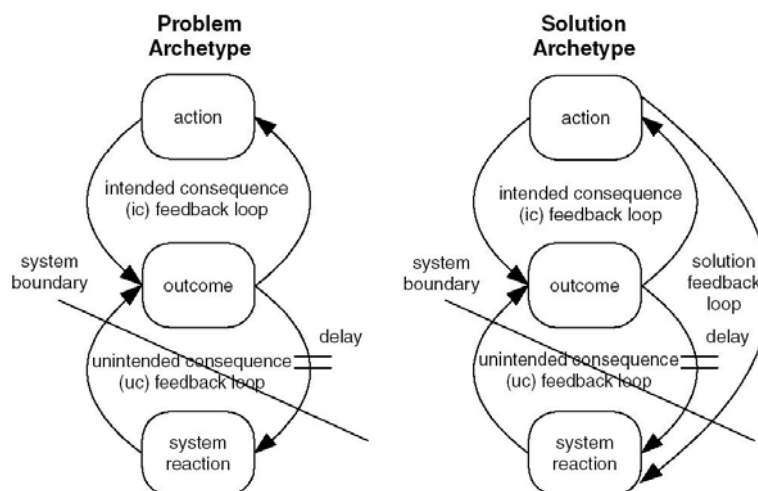 Problem
Archetype
action
intended consequence
(ic) feedback loop
system
boundary
outcome
delay
unintended consequence
(uc) feedback loop
system
reaction
Solution
Archetype
action
intended consequence
(ic) feedback loop
system
boundary
outcome
solution
feedback
loop
delay
unintended consequence
(uc) feedback loop
system
reaction